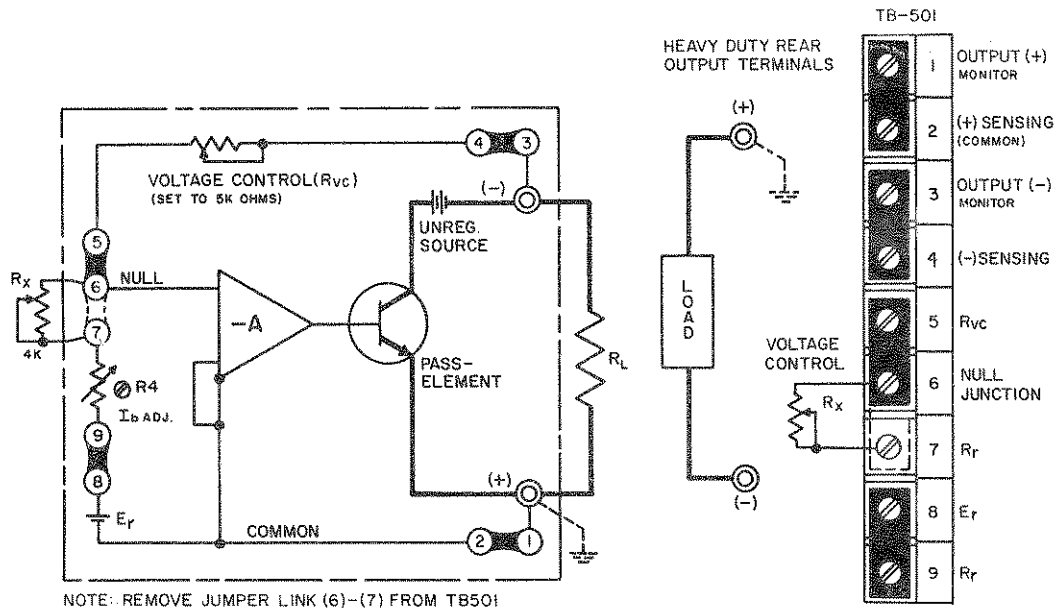 TB-501
HEAVY DUTY REAR
OUTPUT TERMINALS
1 OUTPUT (+)
MONITOR
2 (+) SENSING
(COMMON)
3 OUTPUT (-)
MONITOR
4 (-) SENSING
5 Rvc
6 NULL
JUNCTION
7 Rr
8 Er
9 Rr
(+)
LOAD
(-)
VOLTAGE
CONTROL
Rx
4 3
VOLTAGE CONTROL (Rvc)
(SET TO 5K OHMS)
(-)
UNREG.
SOURCE
5
Rx
6
NULL
7
4K
-A
PASS-
ELEMENT
RL
R4
Ib ADJ.
9
8
Er
(+)
COMMON
2 1
NOTE: REMOVE JUMPER LINK (6)-(7) FROM TB501